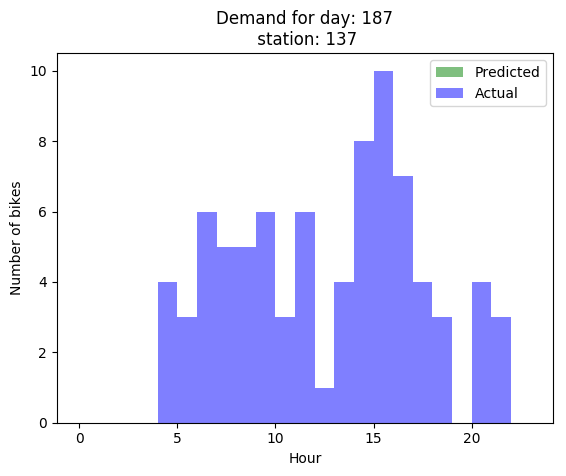 Demand for day: 187
station: 137
Predicted
Actual
Number of bikes
10
8
6
4
2
0
0 5 10 15 20
Hour